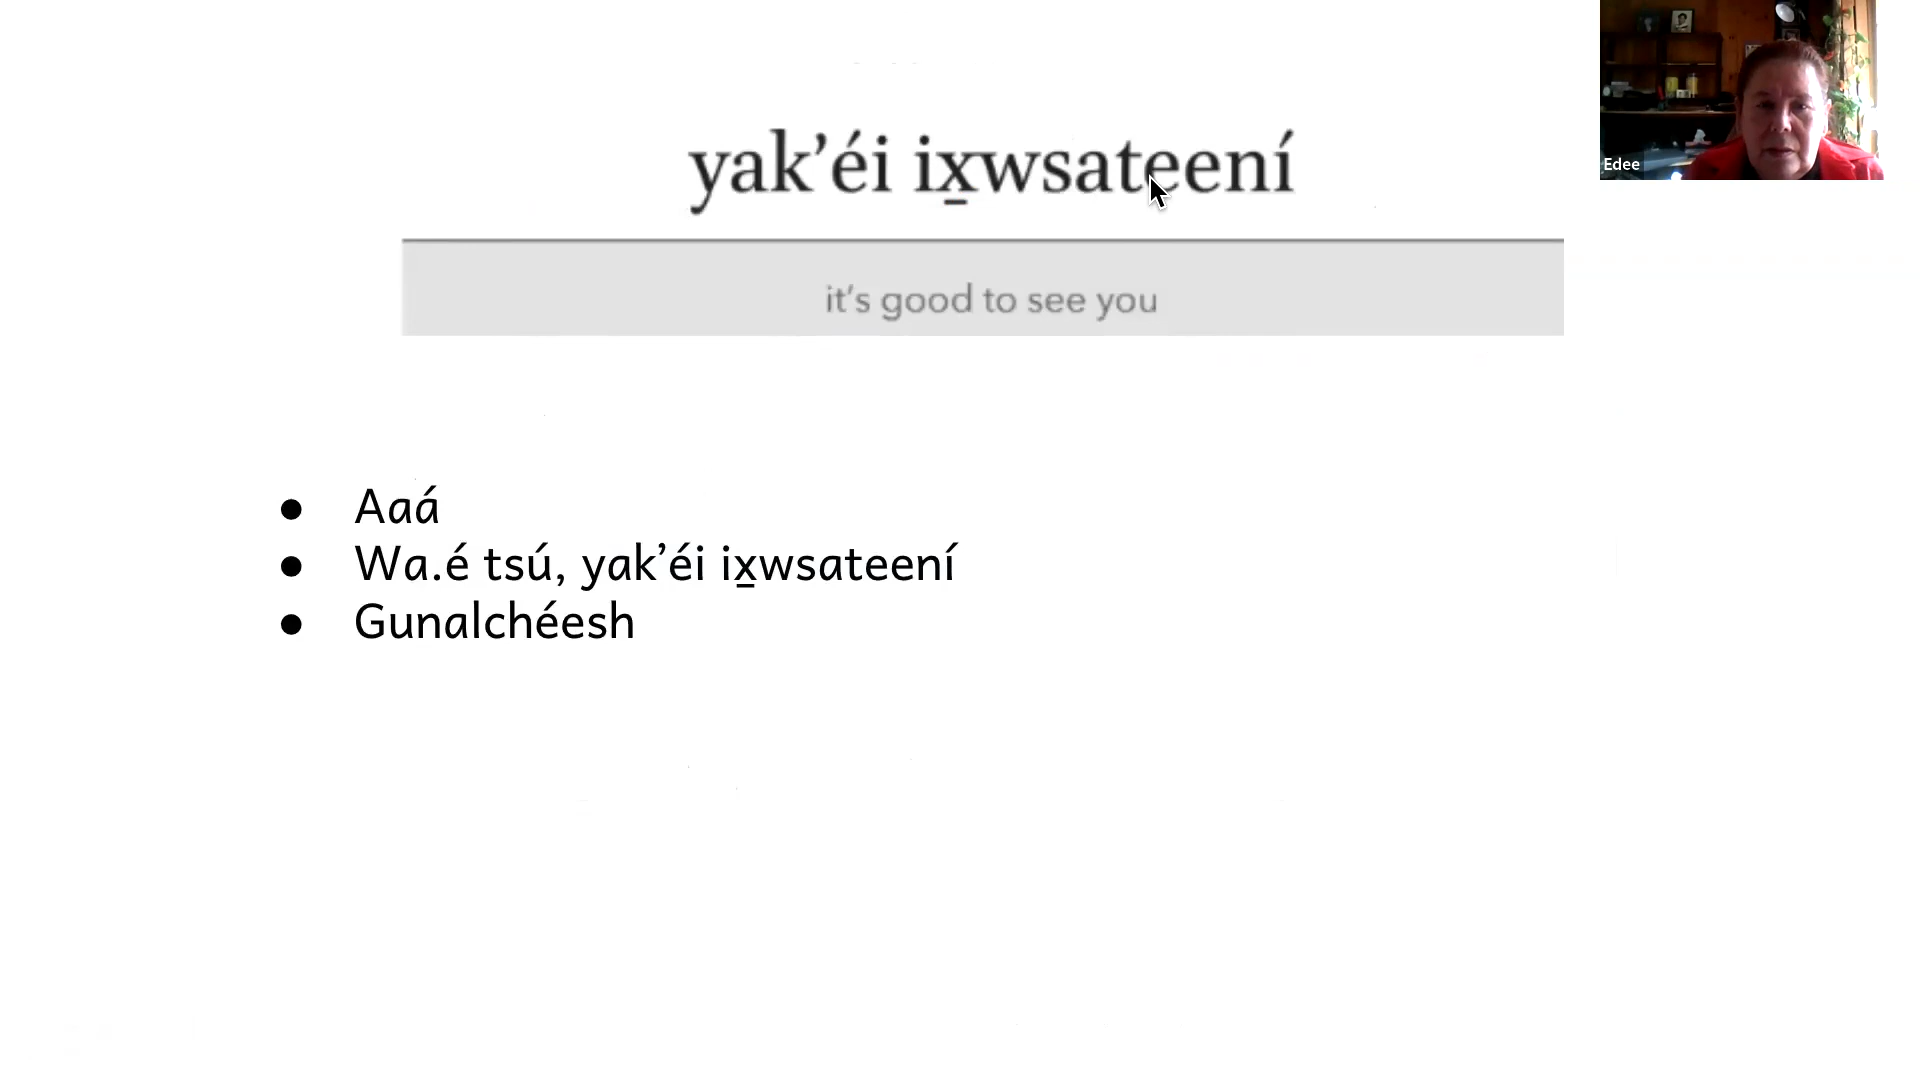 yak’éi ix̱wsateení
it's good to see you
Edee
● Aaá
● Wa.é tsú, yak’éi ix̱wsateení
● Gunalchéesh